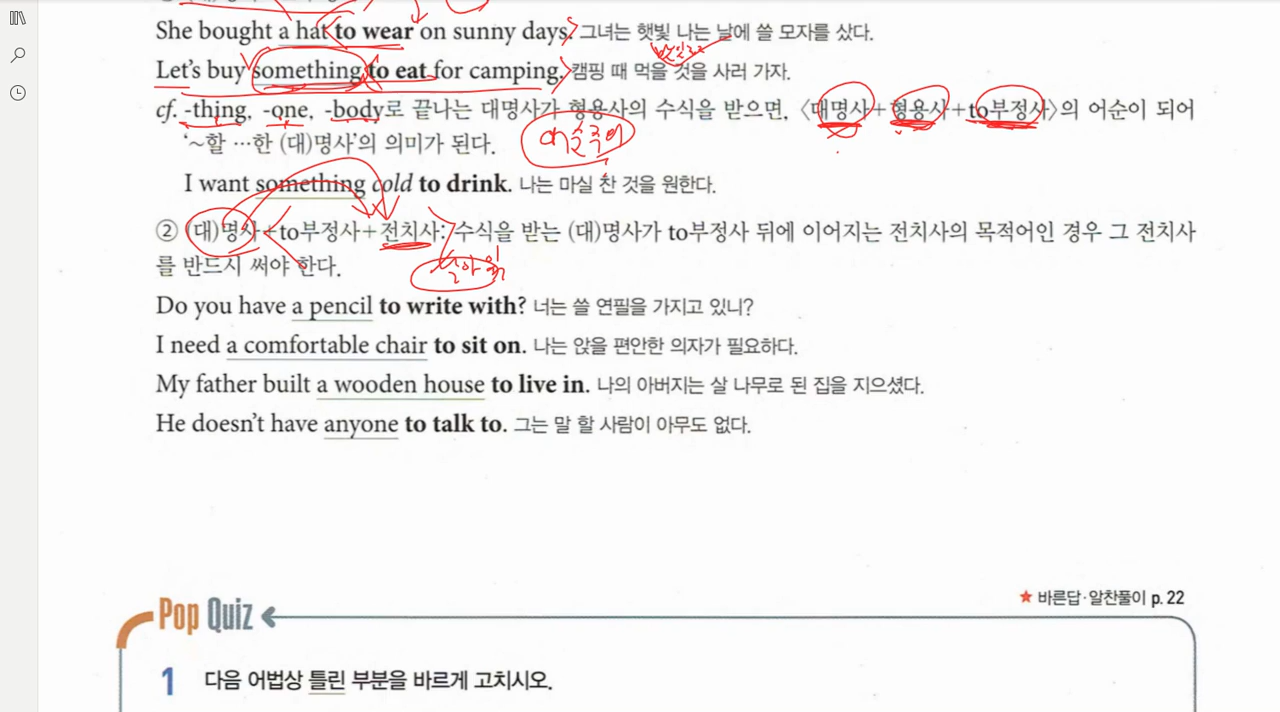 She bought a hat to wear on sunny days. 그녀는 햇빛 나는 날에 쓸 모자를 샀다.
Let's buy something to eat for camping. 캠핑 때 먹을 것을 사러 가자.
cf. -thing, -one, -body로 끝나는 대명사가 형용사의 수식을 받으면, 〈대명사+형용사+to부정사〉의 어순이 되어
'~할 …한 (대)명사'의 의미가 된다.
어순주의
I want something cold to drink. 나는 마실 찬 것을 원한다.
② (대)명사+to부정사+전치사: 수식을 받는 (대)명사가 to부정사 뒤에 이어지는 전치사의 목적어인 경우 그 전치사
를 반드시 써야 한다.
Do you have a pencil to write with? 너는 쓸 연필을 가지고 있니?
I need a comfortable chair to sit on. 나는 앉을 편안한 의자가 필요하다.
My father built a wooden house to live in. 나의 아버지는 살 나무로 된 집을 지으셨다.
He doesn't have anyone to talk to. 그는 말 할 사람이 아무도 없다.
★ 바른답·알찬풀이 p. 22
Pop Quiz
1 다음 어법상 틀린 부분을 바르게 고치시오.